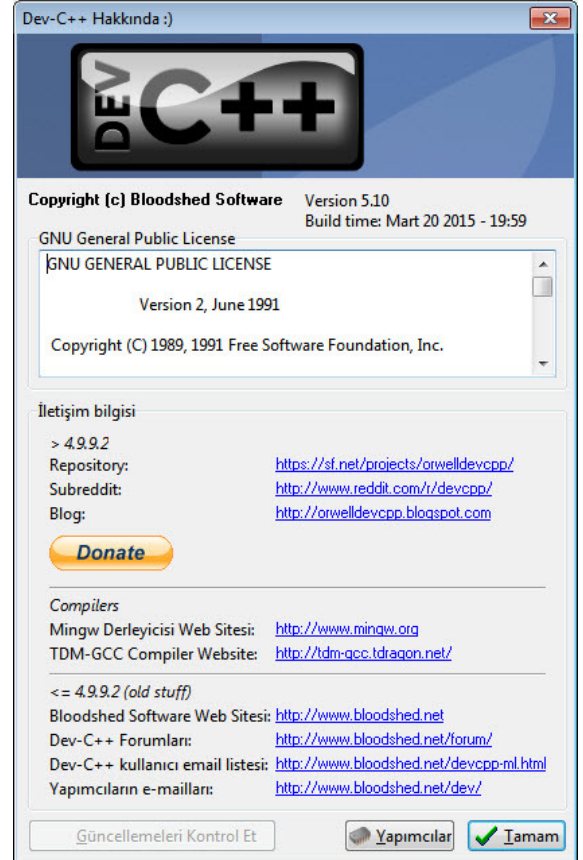 Dev-C++ Hakkında :)
DEV C++
Copyright (c) Bloodshed Software
Version 5.10
Build time: Mart 20 2015 - 19:59
GNU General Public License
GNU GENERAL PUBLIC LICENSE
Version 2, June 1991
Copyright (C) 1989, 1991 Free Software Foundation, Inc.
İletişim bilgisi
> 4.9.9.2
Repository: https://sf.net/projects/orwelldevcpp/
Subreddit: http://www.reddit.com/r/devcpp/
Blog: http://orwelldevcpp.blogspot.com
Donate
Compilers
Mingw Derleyicisi Web Sitesi: http://www.mingw.org
TDM-GCC Compiler Website: http://tdm-gcc.tdragon.net/
<= 4.9.9.2 (old stuff)
Bloodshed Software Web Sitesi: http://www.bloodshed.net
Dev-C++ Forumları: http://www.bloodshed.net/forum/
Dev-C++ kullanıcı email listesi: http://www.bloodshed.net/devcpp-ml.html
Yapımcıların e-mailları: http://www.bloodshed.net/dev/
Güncellemeleri Kontrol Et
Yapımcılar
Tamam